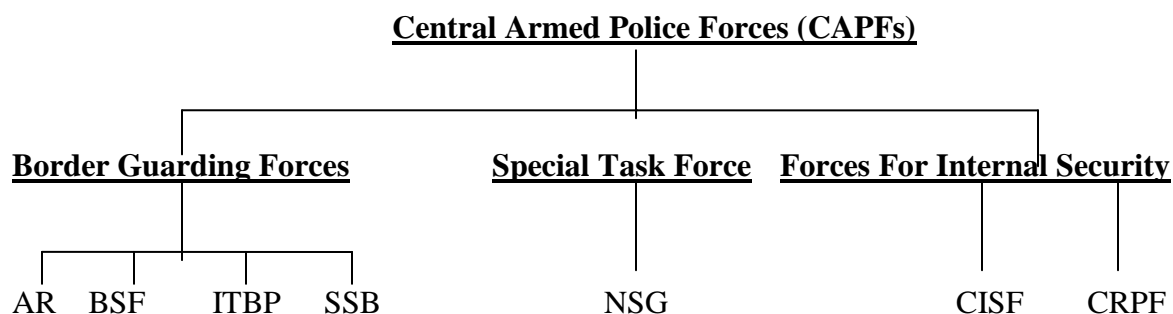 Central Armed Police Forces (CAPFs)
Border Guarding Forces Special Task Force Forces For Internal Security
AR BSF ITBP SSB NSG CISF CRPF